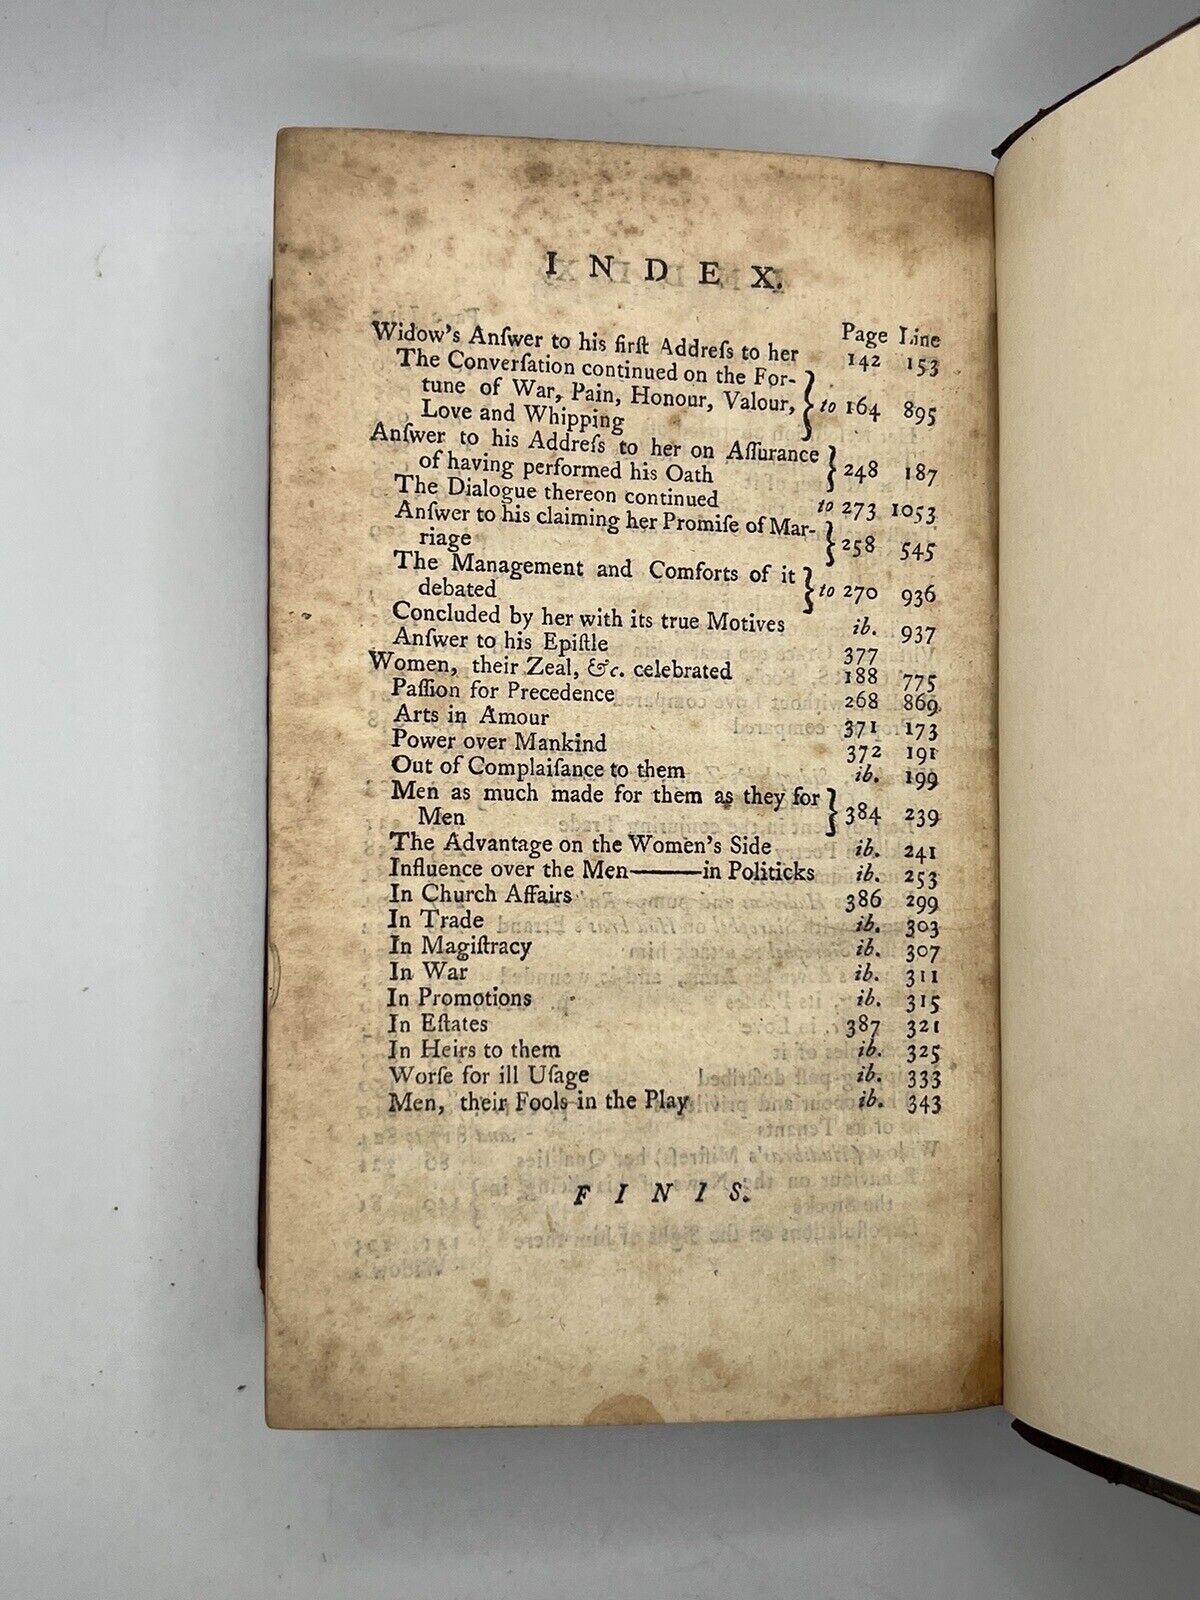 INDEX.
Page Line
Widow's Anſwer to his firſt Addreſs to her 142 153
The Converſation continued on the For-
tune of War, Pain, Honour, Valour, } to 164 895
Love and Whipping
Anſwer to his Addreſs to her on Aſſurance
of having performed his Oath } 248 187
The Dialogue thereon continued to 273 1053
Anſwer to his claiming her Promiſe of Mar-
riage } 258 545
The Management and Comforts of it
debated } to 270 936
Concluded by her with its true Motives ib. 937
Anſwer to his Epiſtle 377
Women, their Zeal, &c. celebrated 188 775
Paſſion for Precedence 268 869
Arts in Amour 371 173
Power over Mankind 372 191
Out of Complaiſance to them ib. 199
Men as much made for them as they for
Men } 384 239
The Advantage on the Women's Side ib. 241
Influence over the Men———in Politicks ib. 253
In Church Affairs 386 299
In Trade ib. 303
In Magiſtracy ib. 307
In War ib. 311
In Promotions ib. 315
In Eſtates 387 321
In Heirs to them ib. 325
Worſe for ill Uſage ib. 333
Men, their Fools in the Play ib. 343
FINIS.